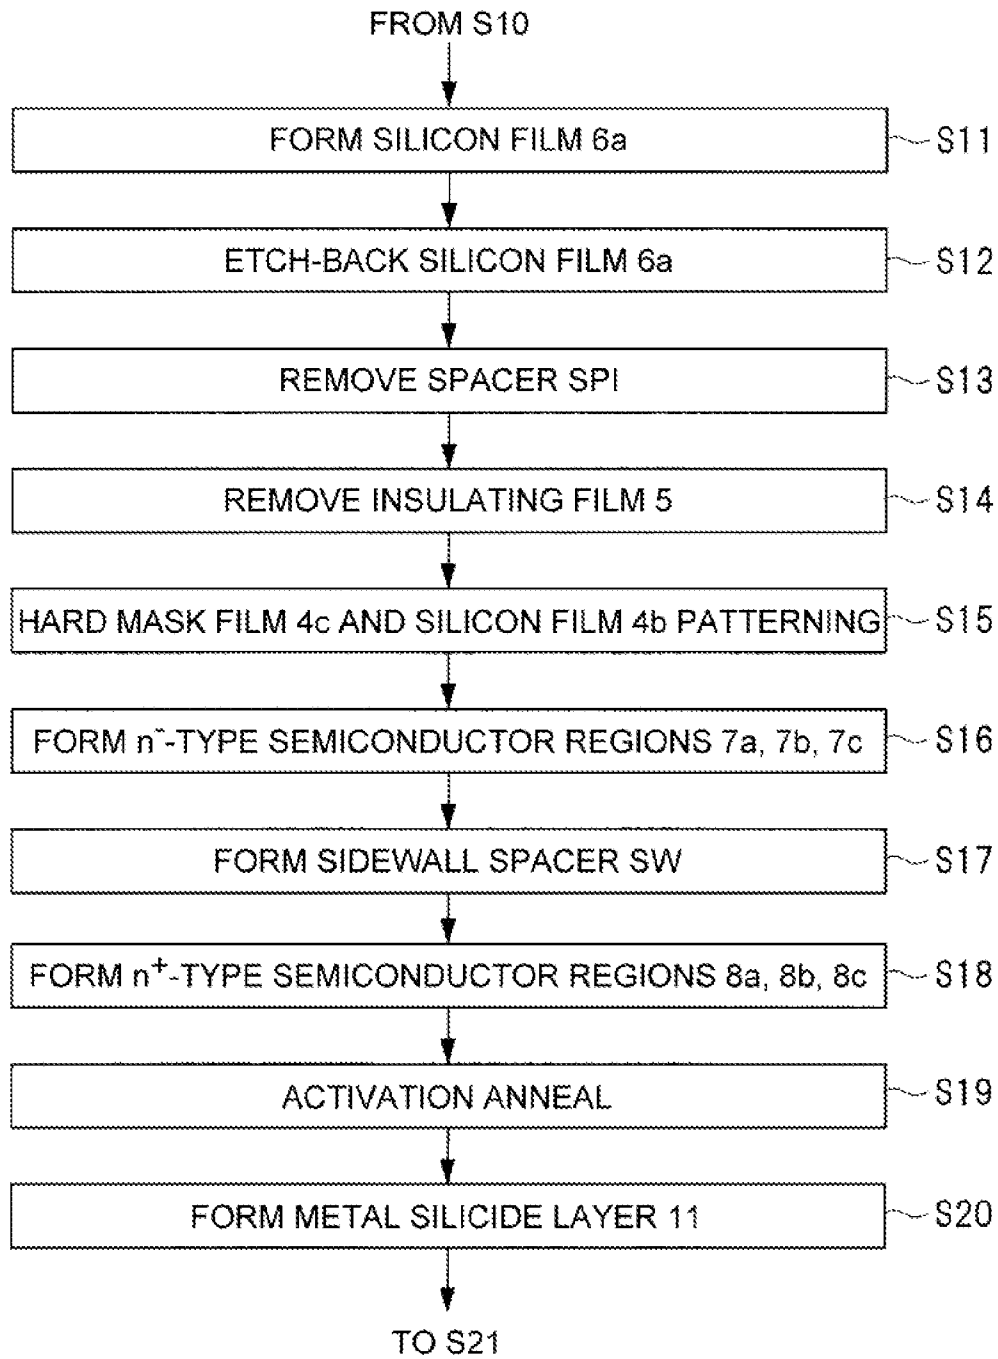 FROM S10
FORM SILICON FILM 6a S11
ETCH-BACK SILICON FILM 6a S12
REMOVE SPACER SPI S13
REMOVE INSULATING FILM 5 S14
HARD MASK FILM 4c AND SILICON FILM 4b PATTERNING S15
FORM n⁻-TYPE SEMICONDUCTOR REGIONS 7a, 7b, 7c S16
FORM SIDEWALL SPACER SW S17
FORM n⁺-TYPE SEMICONDUCTOR REGIONS 8a, 8b, 8c S18
ACTIVATION ANNEAL S19
FORM METAL SILICIDE LAYER 11 S20
TO S21